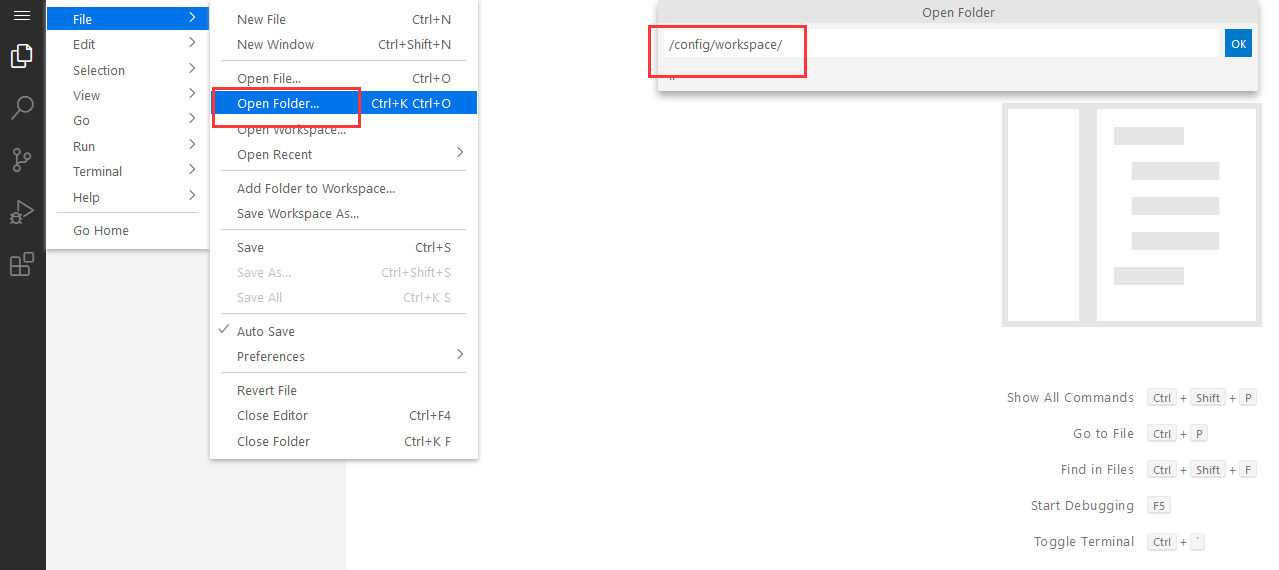 File
Edit
Selection
View
Go
Run
Terminal
Help
Go Home
New File Ctrl+N
New Window Ctrl+Shift+N
Open File... Ctrl+O
Open Folder... Ctrl+K Ctrl+O
Open Workspace...
Open Recent
Add Folder to Workspace...
Save Workspace As...
Save Ctrl+S
Save As... Ctrl+Shift+S
Save All Ctrl+K S
Auto Save
Preferences
Revert File
Close Editor Ctrl+F4
Close Folder Ctrl+K F
Open Folder
/config/workspace/ OK
..
Show All Commands Ctrl + Shift + P
Go to File Ctrl + P
Find in Files Ctrl + Shift + F
Start Debugging F5
Toggle Terminal Ctrl + `